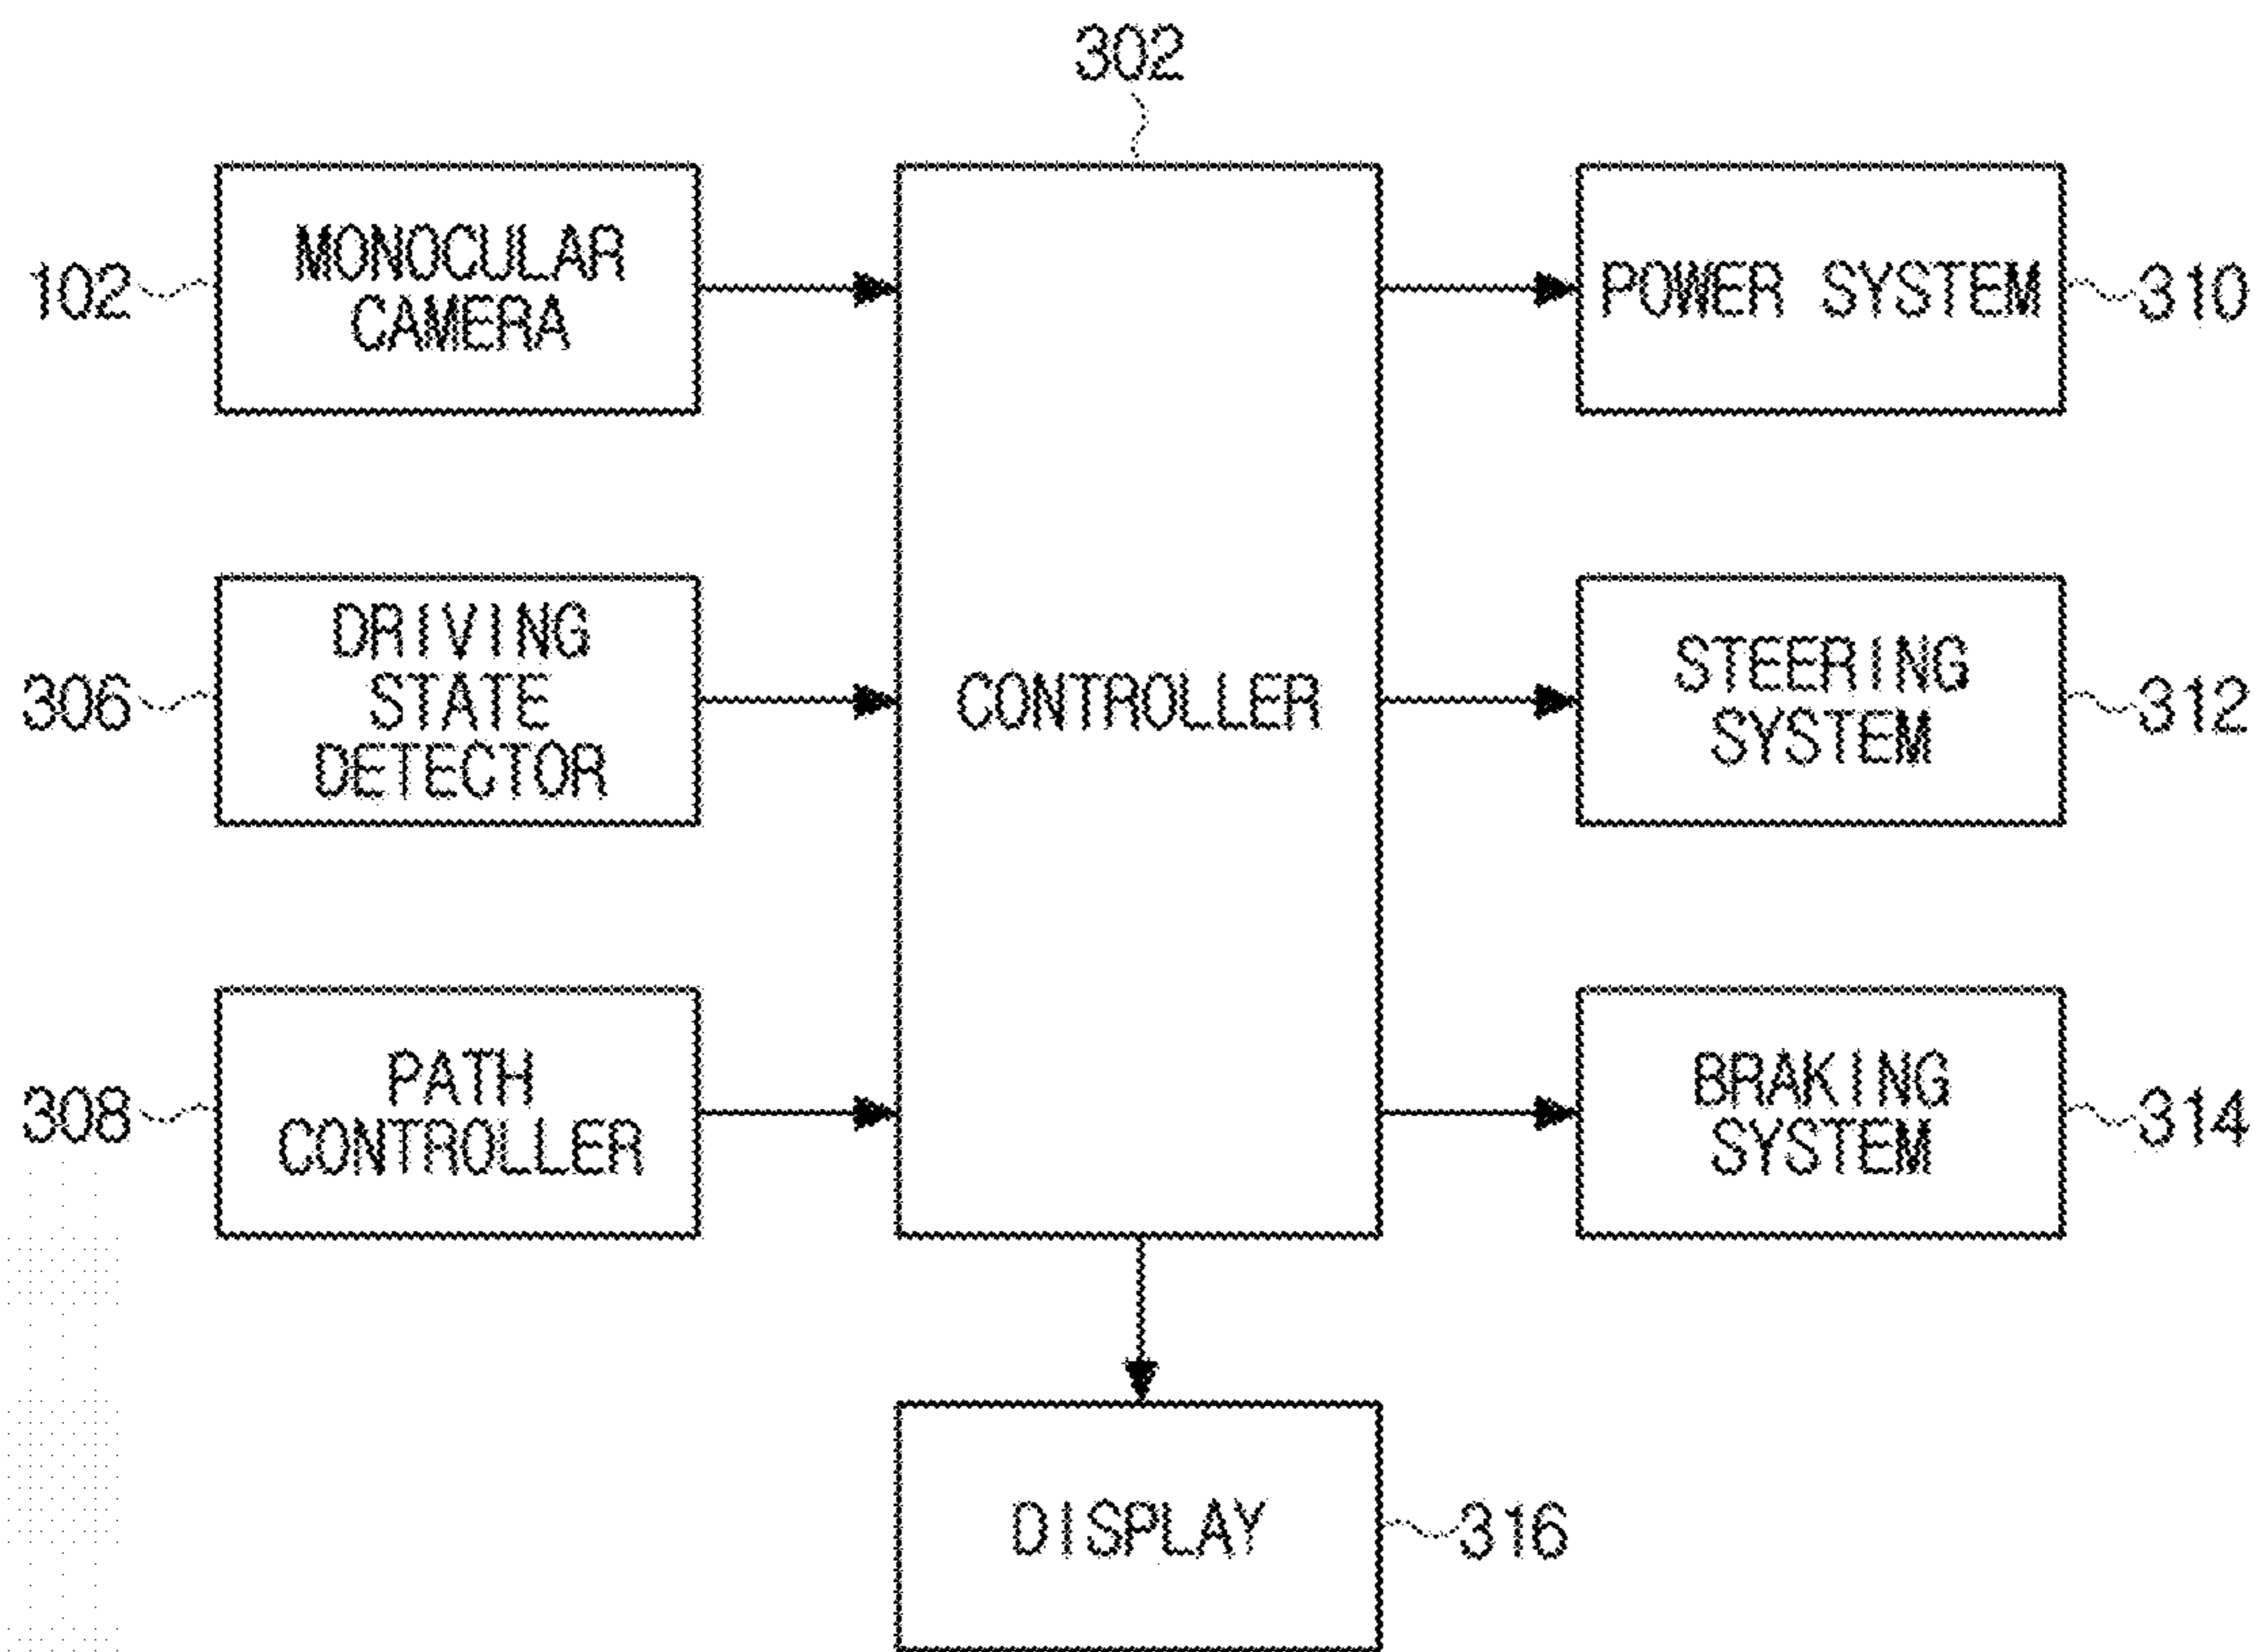 302
102
MONOCULAR
CAMERA
POWER SYSTEM
310
306
DRIVING
STATE
DETECTOR
CONTROLLER
STEERING
SYSTEM
312
308
PATH
CONTROLLER
BRAKING
SYSTEM
314
DISPLAY
316